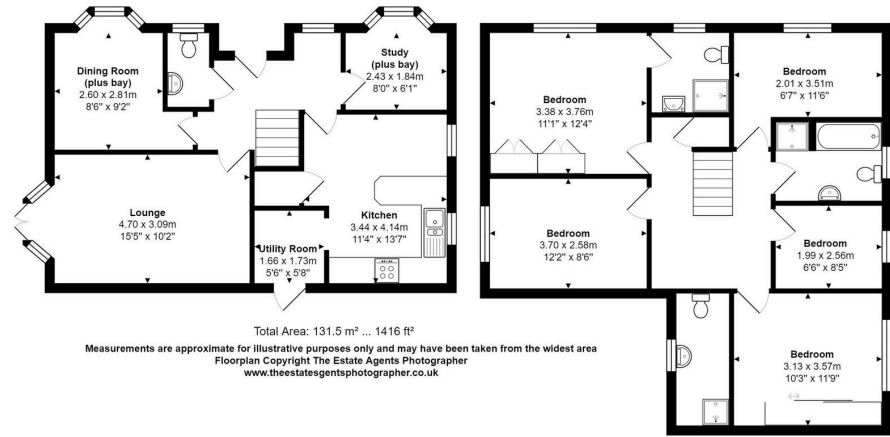 Dining Room
(plus bay)
2.60 x 2.81m
8'6" x 9'2"
Study
(plus bay)
2.43 x 1.84m
8'0" x 6'1"
Lounge
4.70 x 3.09m
15'5" x 10'2"
Kitchen
3.44 x 4.14m
11'4" x 13'7"
Utility Room
1.66 x 1.73m
5'6" x 5'8"
Bedroom
3.38 x 3.76m
11'1" x 12'4"
Bedroom
2.01 x 3.51m
6'7" x 11'6"
Bedroom
3.70 x 2.58m
12'2" x 8'6"
Bedroom
1.99 x 2.56m
6'6" x 8'5"
Bedroom
3.13 x 3.57m
10'3" x 11'9"
Total Area: 131.5 m² ... 1416 ft²
Measurements are approximate for illustrative purposes only and may have been taken from the widest area
Floorplan Copyright The Estate Agents Photographer
www.theestatesgentsphotographer.co.uk